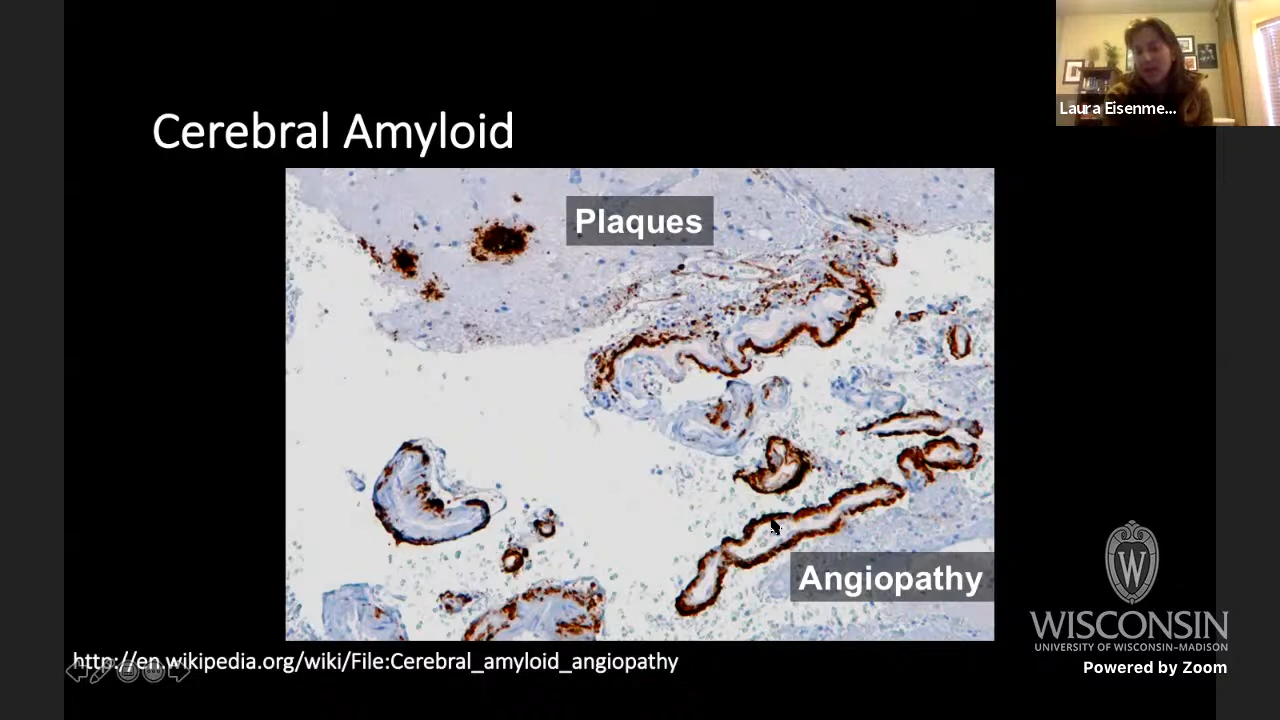 Laura Eisenme...
Cerebral Amyloid
Plaques
Angiopathy
W
WISCONSIN
UNIVERSITY OF WISCONSIN–MADISON
http://en.wikipedia.org/wiki/File:Cerebral_amyloid_angiopathy
Powered by Zoom